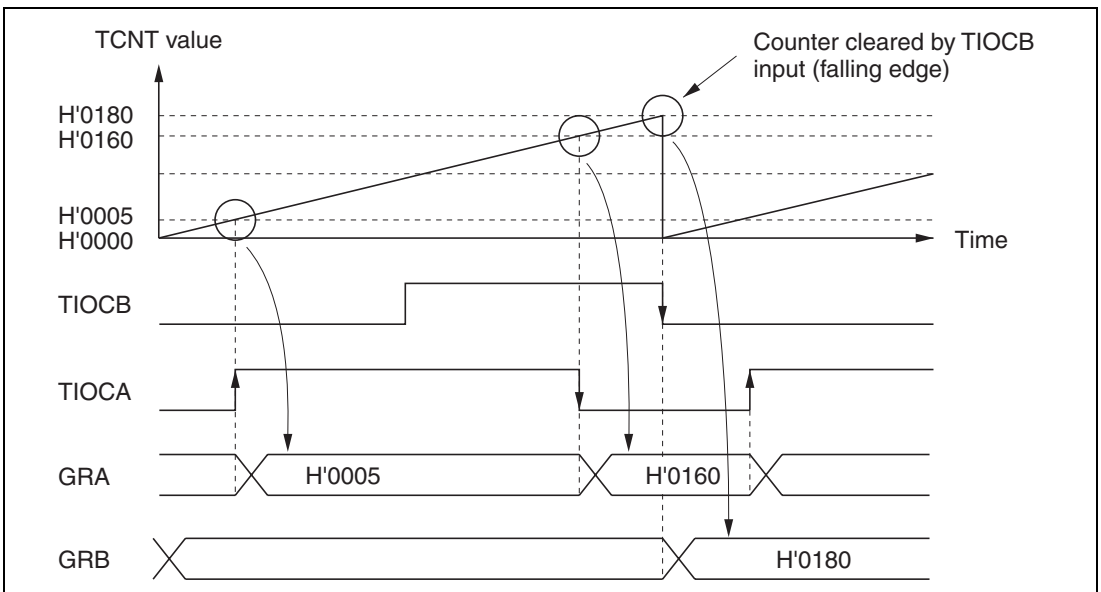 TCNT value
Counter cleared by TIOCB
input (falling edge)
H'0180
H'0160
H'0005
H'0000
Time
TIOCB
TIOCA
GRA
H'0005
H'0160
GRB
H'0180